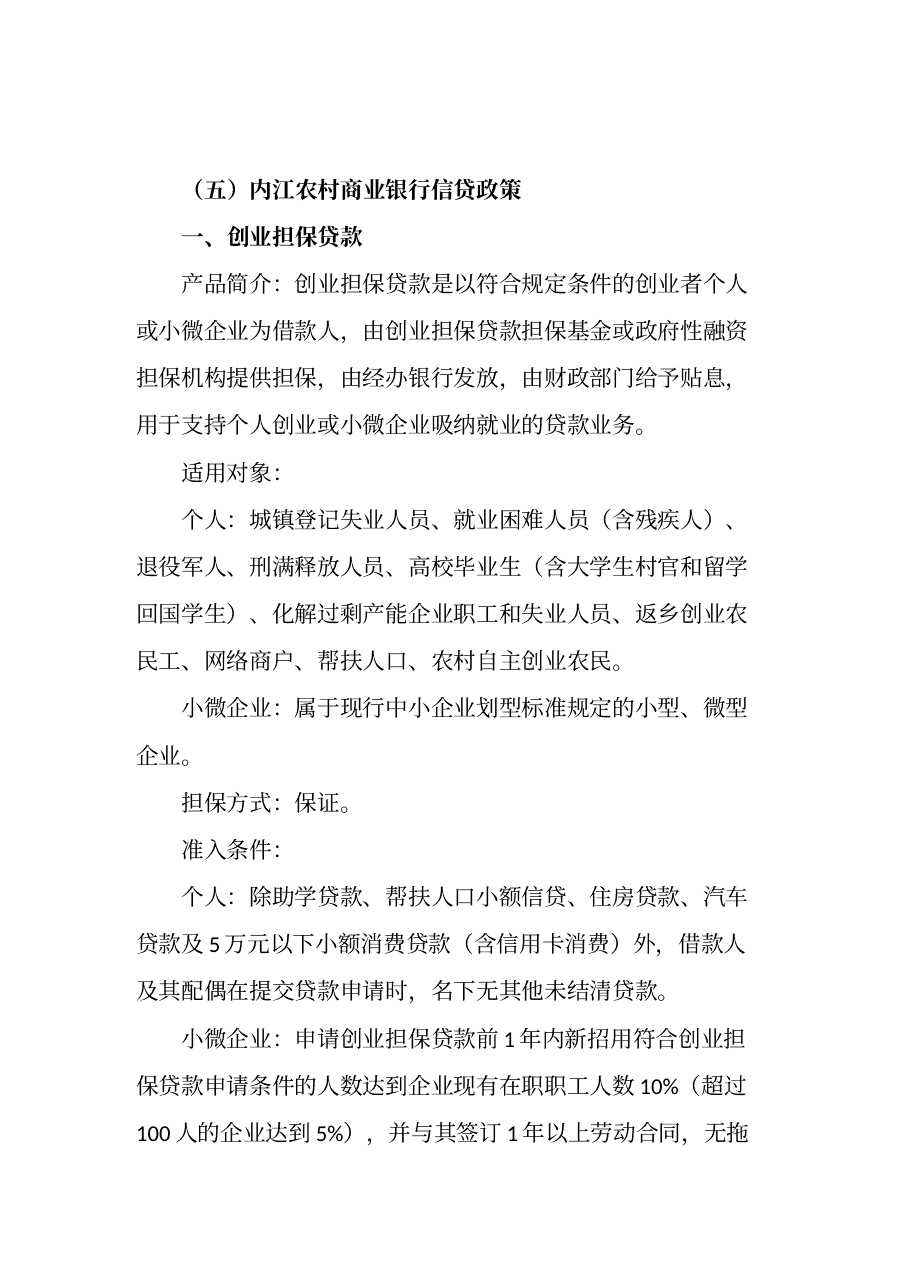 （五）内江农村商业银行信贷政策
一、创业担保贷款
产品简介：创业担保贷款是以符合规定条件的创业者个人
或小微企业为借款人，由创业担保贷款担保基金或政府性融资
担保机构提供担保，由经办银行发放，由财政部门给予贴息，
用于支持个人创业或小微企业吸纳就业的贷款业务。
适用对象：
个人：城镇登记失业人员、就业困难人员（含残疾人）、
退役军人、刑满释放人员、高校毕业生（含大学生村官和留学
回国学生）、化解过剩产能企业职工和失业人员、返乡创业农
民工、网络商户、帮扶人口、农村自主创业农民。
小微企业：属于现行中小企业划型标准规定的小型、微型
企业。
担保方式：保证。
准入条件：
个人：除助学贷款、帮扶人口小额信贷、住房贷款、汽车
贷款及 5 万元以下小额消费贷款（含信用卡消费）外，借款人
及其配偶在提交贷款申请时，名下无其他未结清贷款。
小微企业：申请创业担保贷款前 1 年内新招用符合创业担
保贷款申请条件的人数达到企业现有在职职工人数 10%（超过
100 人的企业达到 5%），并与其签订 1 年以上劳动合同，无拖